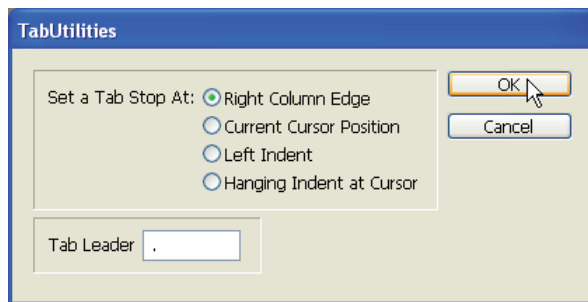 TabUtilities
Set a Tab Stop At: Right Column Edge
Current Cursor Position
Left Indent
Hanging Indent at Cursor
OK
Cancel
Tab Leader .